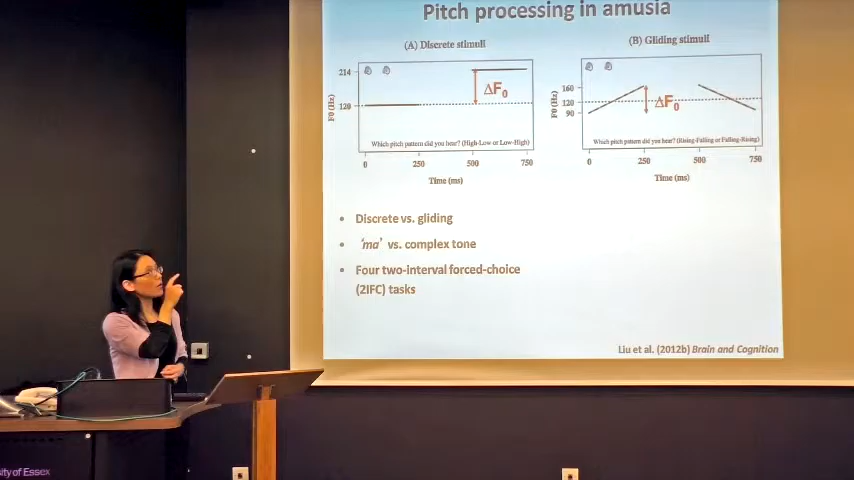 Pitch processing in amusia
(A) Discrete stimuli
214
120
F0 (Hz)
ΔF0
Which pitch pattern did you hear? (High-Low or Low-High)
0 250 500 750
Time (ms)
(B) Gliding stimuli
160
120
90
F0 (Hz)
ΔF0
Which pitch pattern did you hear? (Rising-Falling or Falling-Rising)
0 250 500 750
Time (ms)
• Discrete vs. gliding
• 'ma' vs. complex tone
• Four two-interval forced-choice
(2IFC) tasks
Liu et al. (2012b) Brain and Cognition
sity of Essex